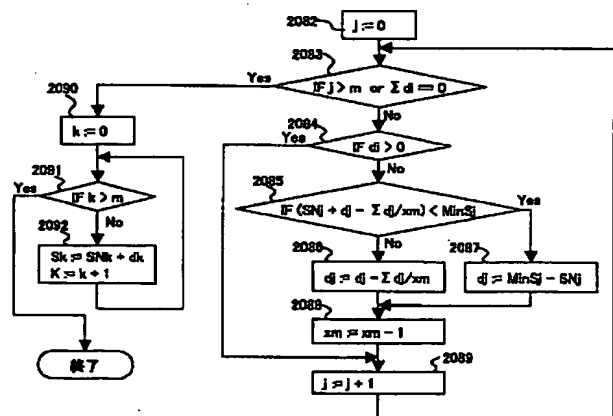 2082
j := 0
2083
Yes
IF j > m or Σ di == 0
No
2090
k := 0
2084
Yes
IF dj > 0
No
2091
Yes
IF k > m
No
2085
IF (SNj + dj - Σ dj/xm) < MinSj
Yes
No
2092
Sk := SNk + dk
K := k + 1
2086
dj := dj - Σ dj/xm
2087
dj := MinSj - SNj
2088
xm := xm - 1
終了
2089
j := j + 1